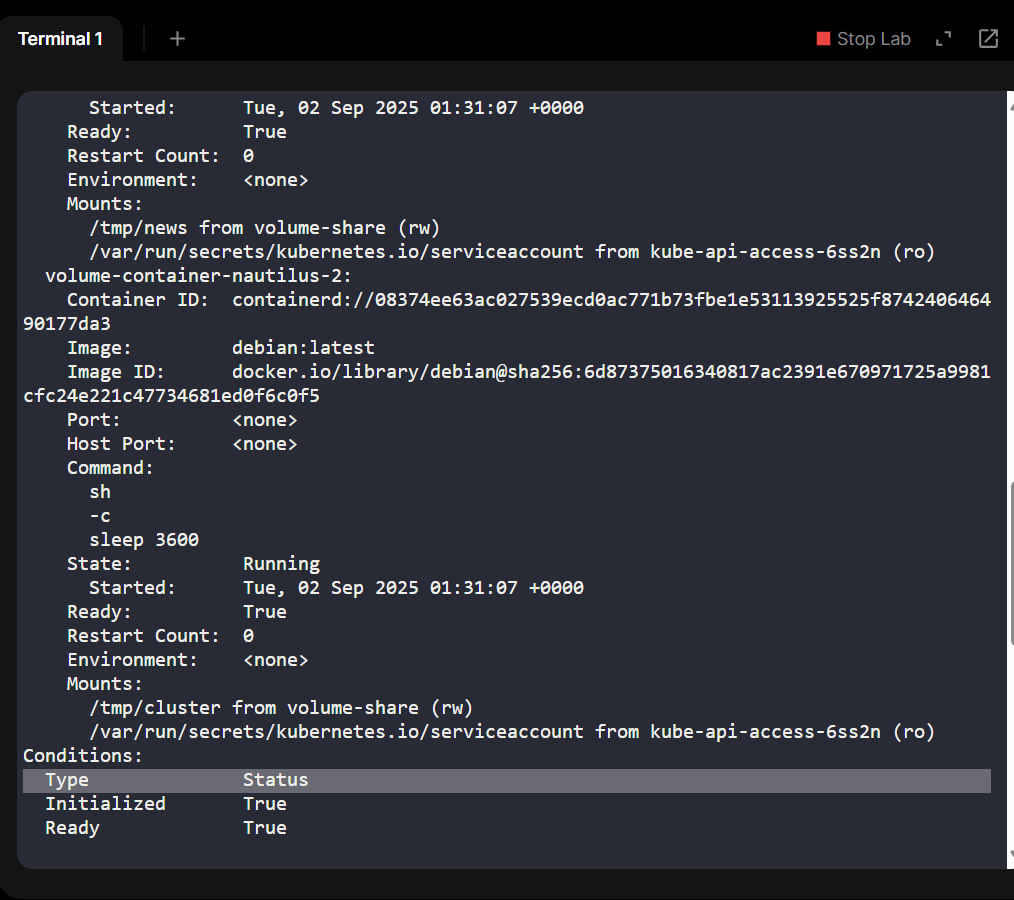 Terminal 1
+
Stop Lab
Started: Tue, 02 Sep 2025 01:31:07 +0000
Ready: True
Restart Count: 0
Environment: <none>
Mounts:
/tmp/news from volume-share (rw)
/var/run/secrets/kubernetes.io/serviceaccount from kube-api-access-6ss2n (ro)
volume-container-nautilus-2:
Container ID: containerd://08374ee63ac027539ecd0ac771b73fbe1e53113925525f8742406464
90177da3
Image: debian:latest
Image ID: docker.io/library/debian@sha256:6d87375016340817ac2391e670971725a9981
cfc24e221c47734681ed0f6c0f5
Port: <none>
Host Port: <none>
Command:
sh
-c
sleep 3600
State: Running
Started: Tue, 02 Sep 2025 01:31:07 +0000
Ready: True
Restart Count: 0
Environment: <none>
Mounts:
/tmp/cluster from volume-share (rw)
/var/run/secrets/kubernetes.io/serviceaccount from kube-api-access-6ss2n (ro)
Conditions:
Type Status
Initialized True
Ready True